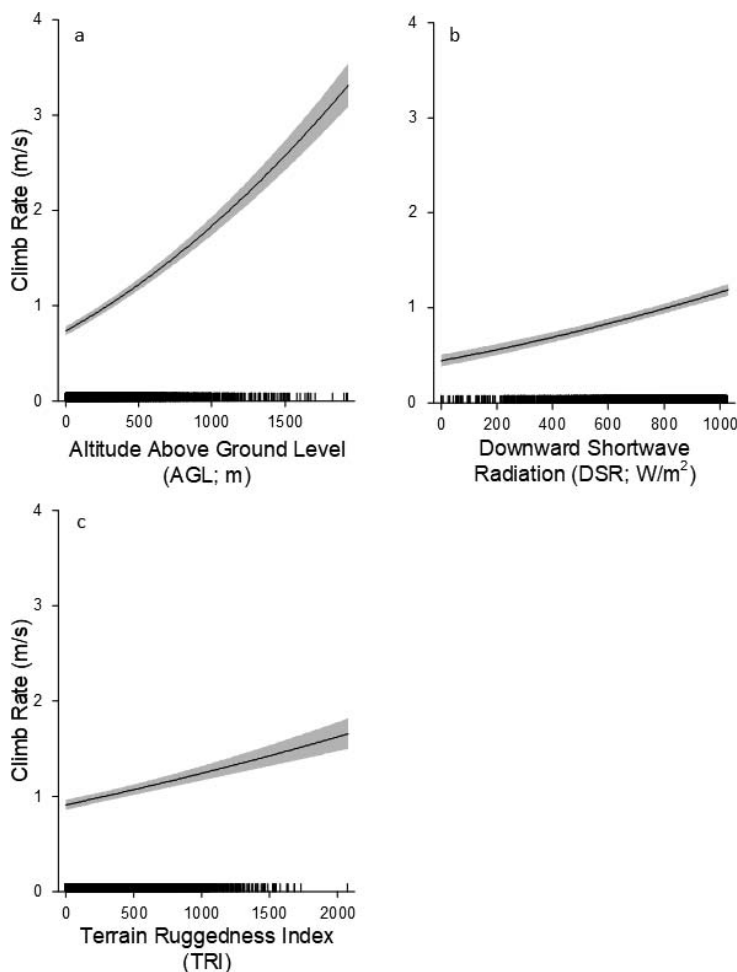 a
4
3
2
1
0
Climb Rate (m/s)
0 500 1000 1500
Altitude Above Ground Level
(AGL; m)
b
4
3
2
1
0
0 200 400 600 800 1000
Downward Shortwave
Radiation (DSR; W/m²)
c
4
3
2
1
0
Climb Rate (m/s)
0 500 1000 1500 2000
Terrain Ruggedness Index
(TRI)